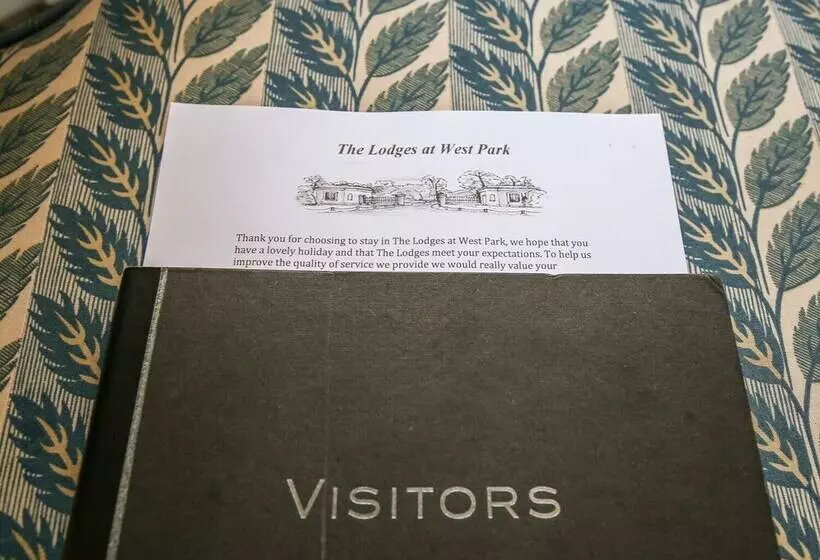 The Lodges at West Park
Thank you for choosing to stay in The Lodges at West Park, we hope that you
have a lovely holiday and that The Lodges meet your expectations. To help us
improve the quality of service we provide we would really value your
VISITORS